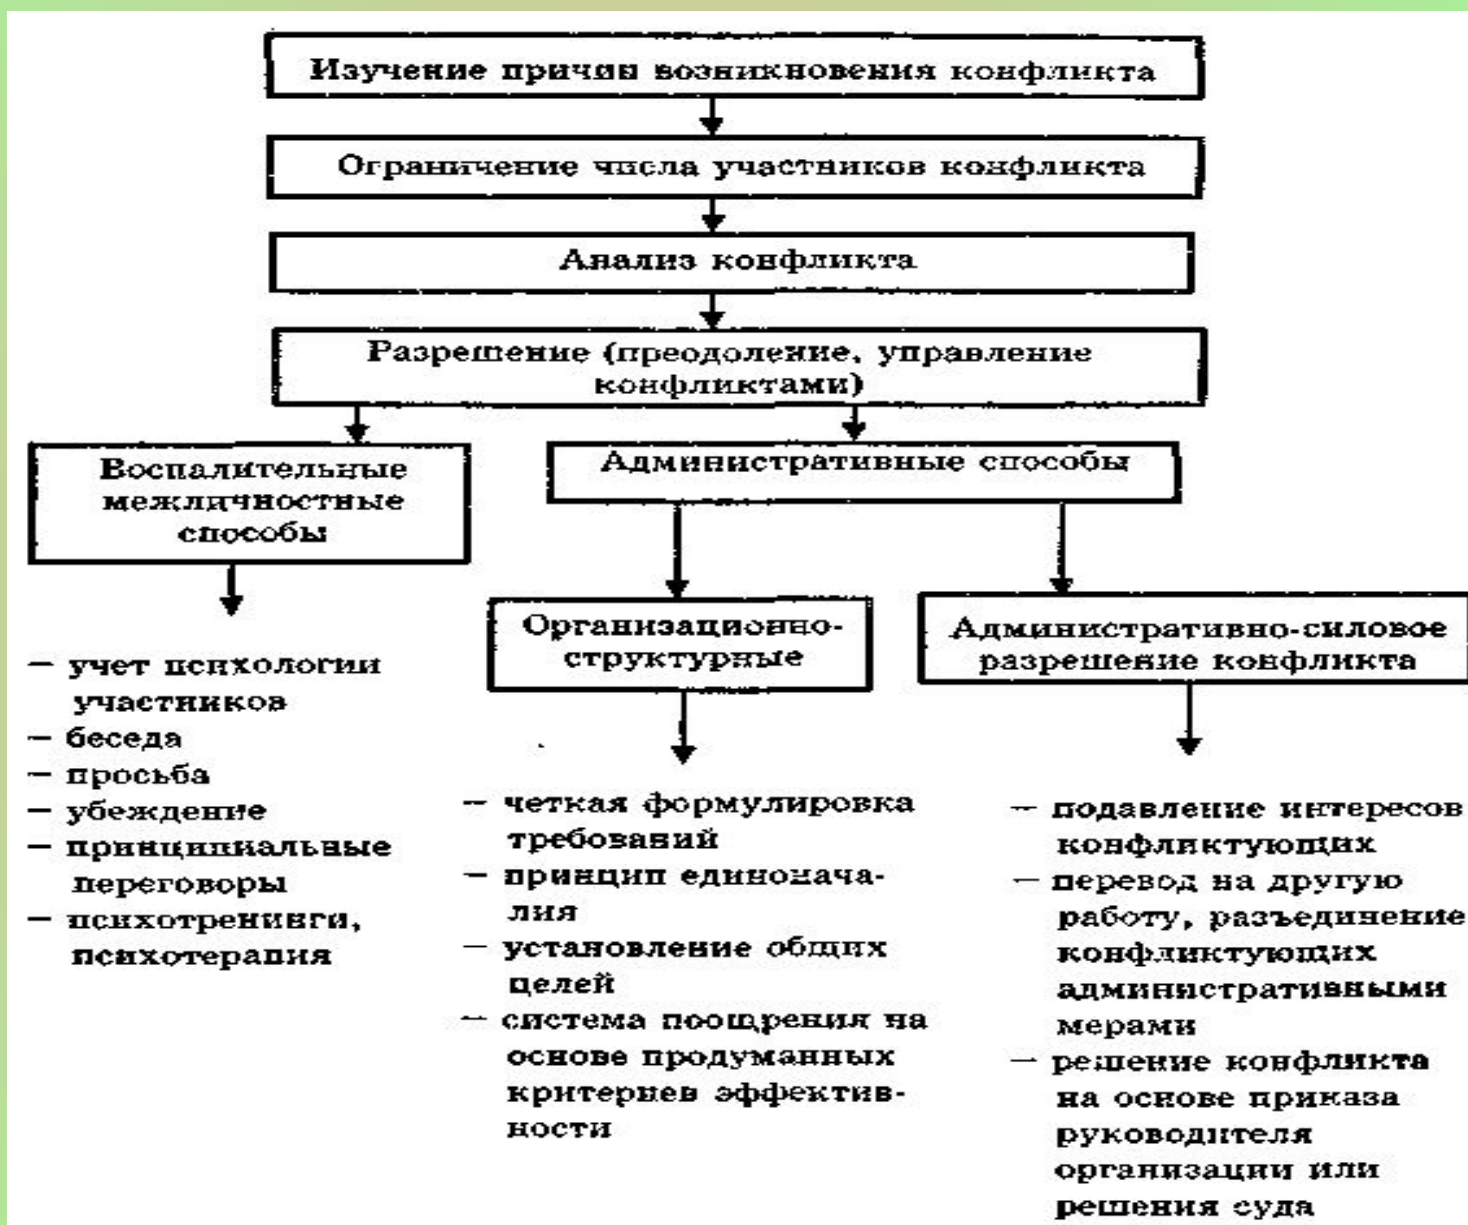 Изучение причин возникновения конфликта
Ограничение числа участников конфликта
Анализ конфликта
Разрешение (преодоление, управление
конфликтами)
Воспалительные
межличностные
способы
Административные способы
Организационно-
структурные
Административно-силовое
разрешение конфликта
— учет психологии
участников
— беседа
— просьба
— убеждение
— принципиальные
переговоры
— психотренинги,
психотерапия
— четкая формулировка
требований
— принцип единонача-
лия
— установление общих
целей
— система поощрения на
основе продуманных
критериев эффектив-
ности
— подавление интересов
конфликтующих
— перевод на другую
работу, разъединение
конфликтующих
административными
мерами
— решение конфликта
на основе приказа
руководителя
организации или
решения суда